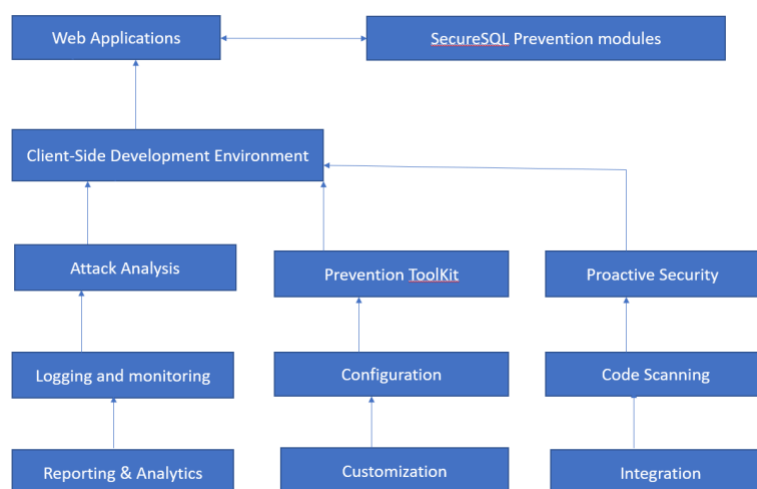 Web Applications
SecureSQL Prevention modules
Client-Side Development Environment
Attack Analysis
Prevention ToolKit
Proactive Security
Logging and monitoring
Configuration
Code Scanning
Reporting & Analytics
Customization
Integration